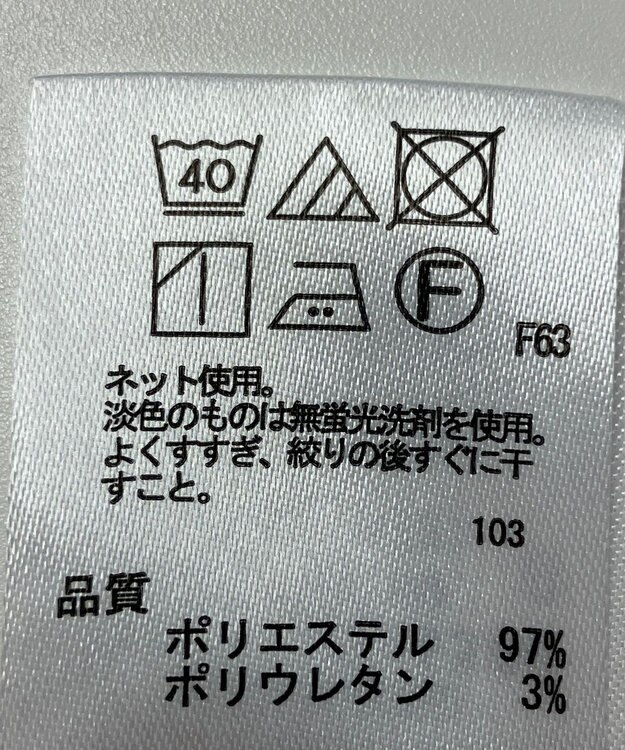 40
F
F63
ネット使用。
淡色のものは無蛍光洗剤を使用。
よくすすぎ、絞りの後すぐに干
すこと。
103
品質
ポリエステル 97%
ポリウレタン 3%